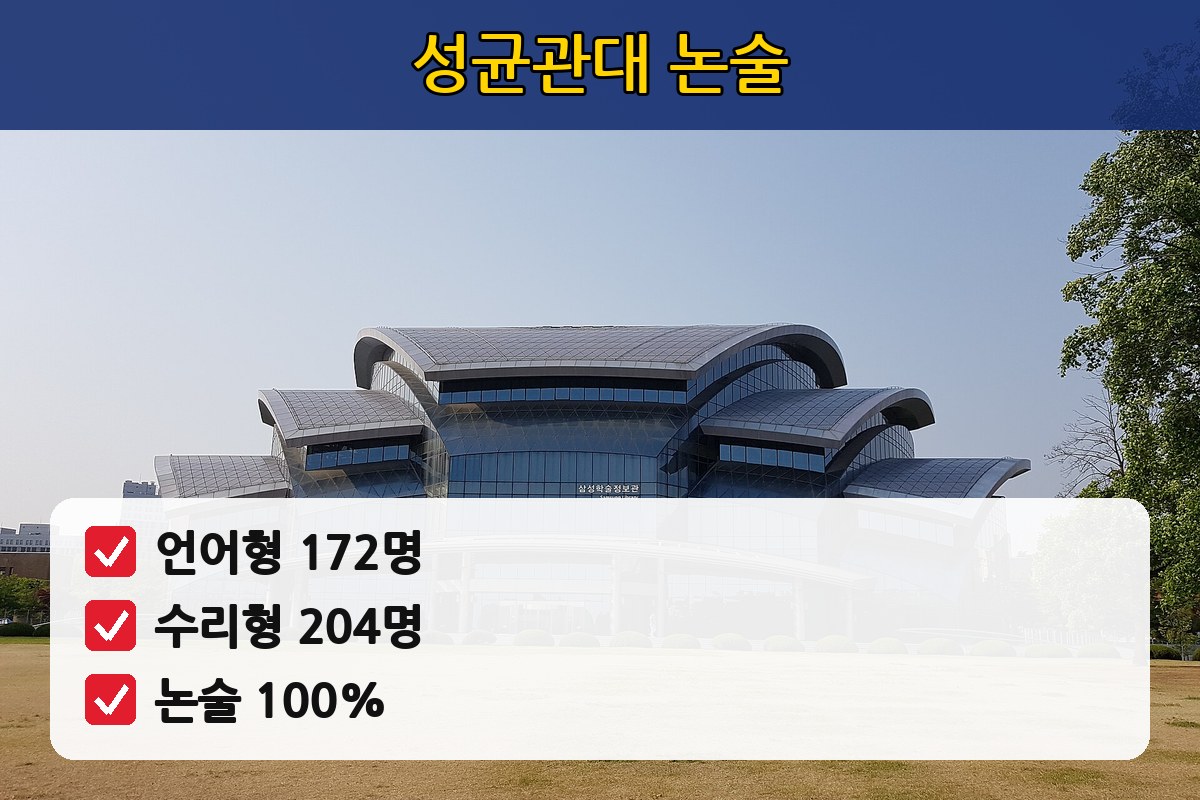 성균관대 논술
삼성학술정보관
언어형 172명
수리형 204명
논술 100%